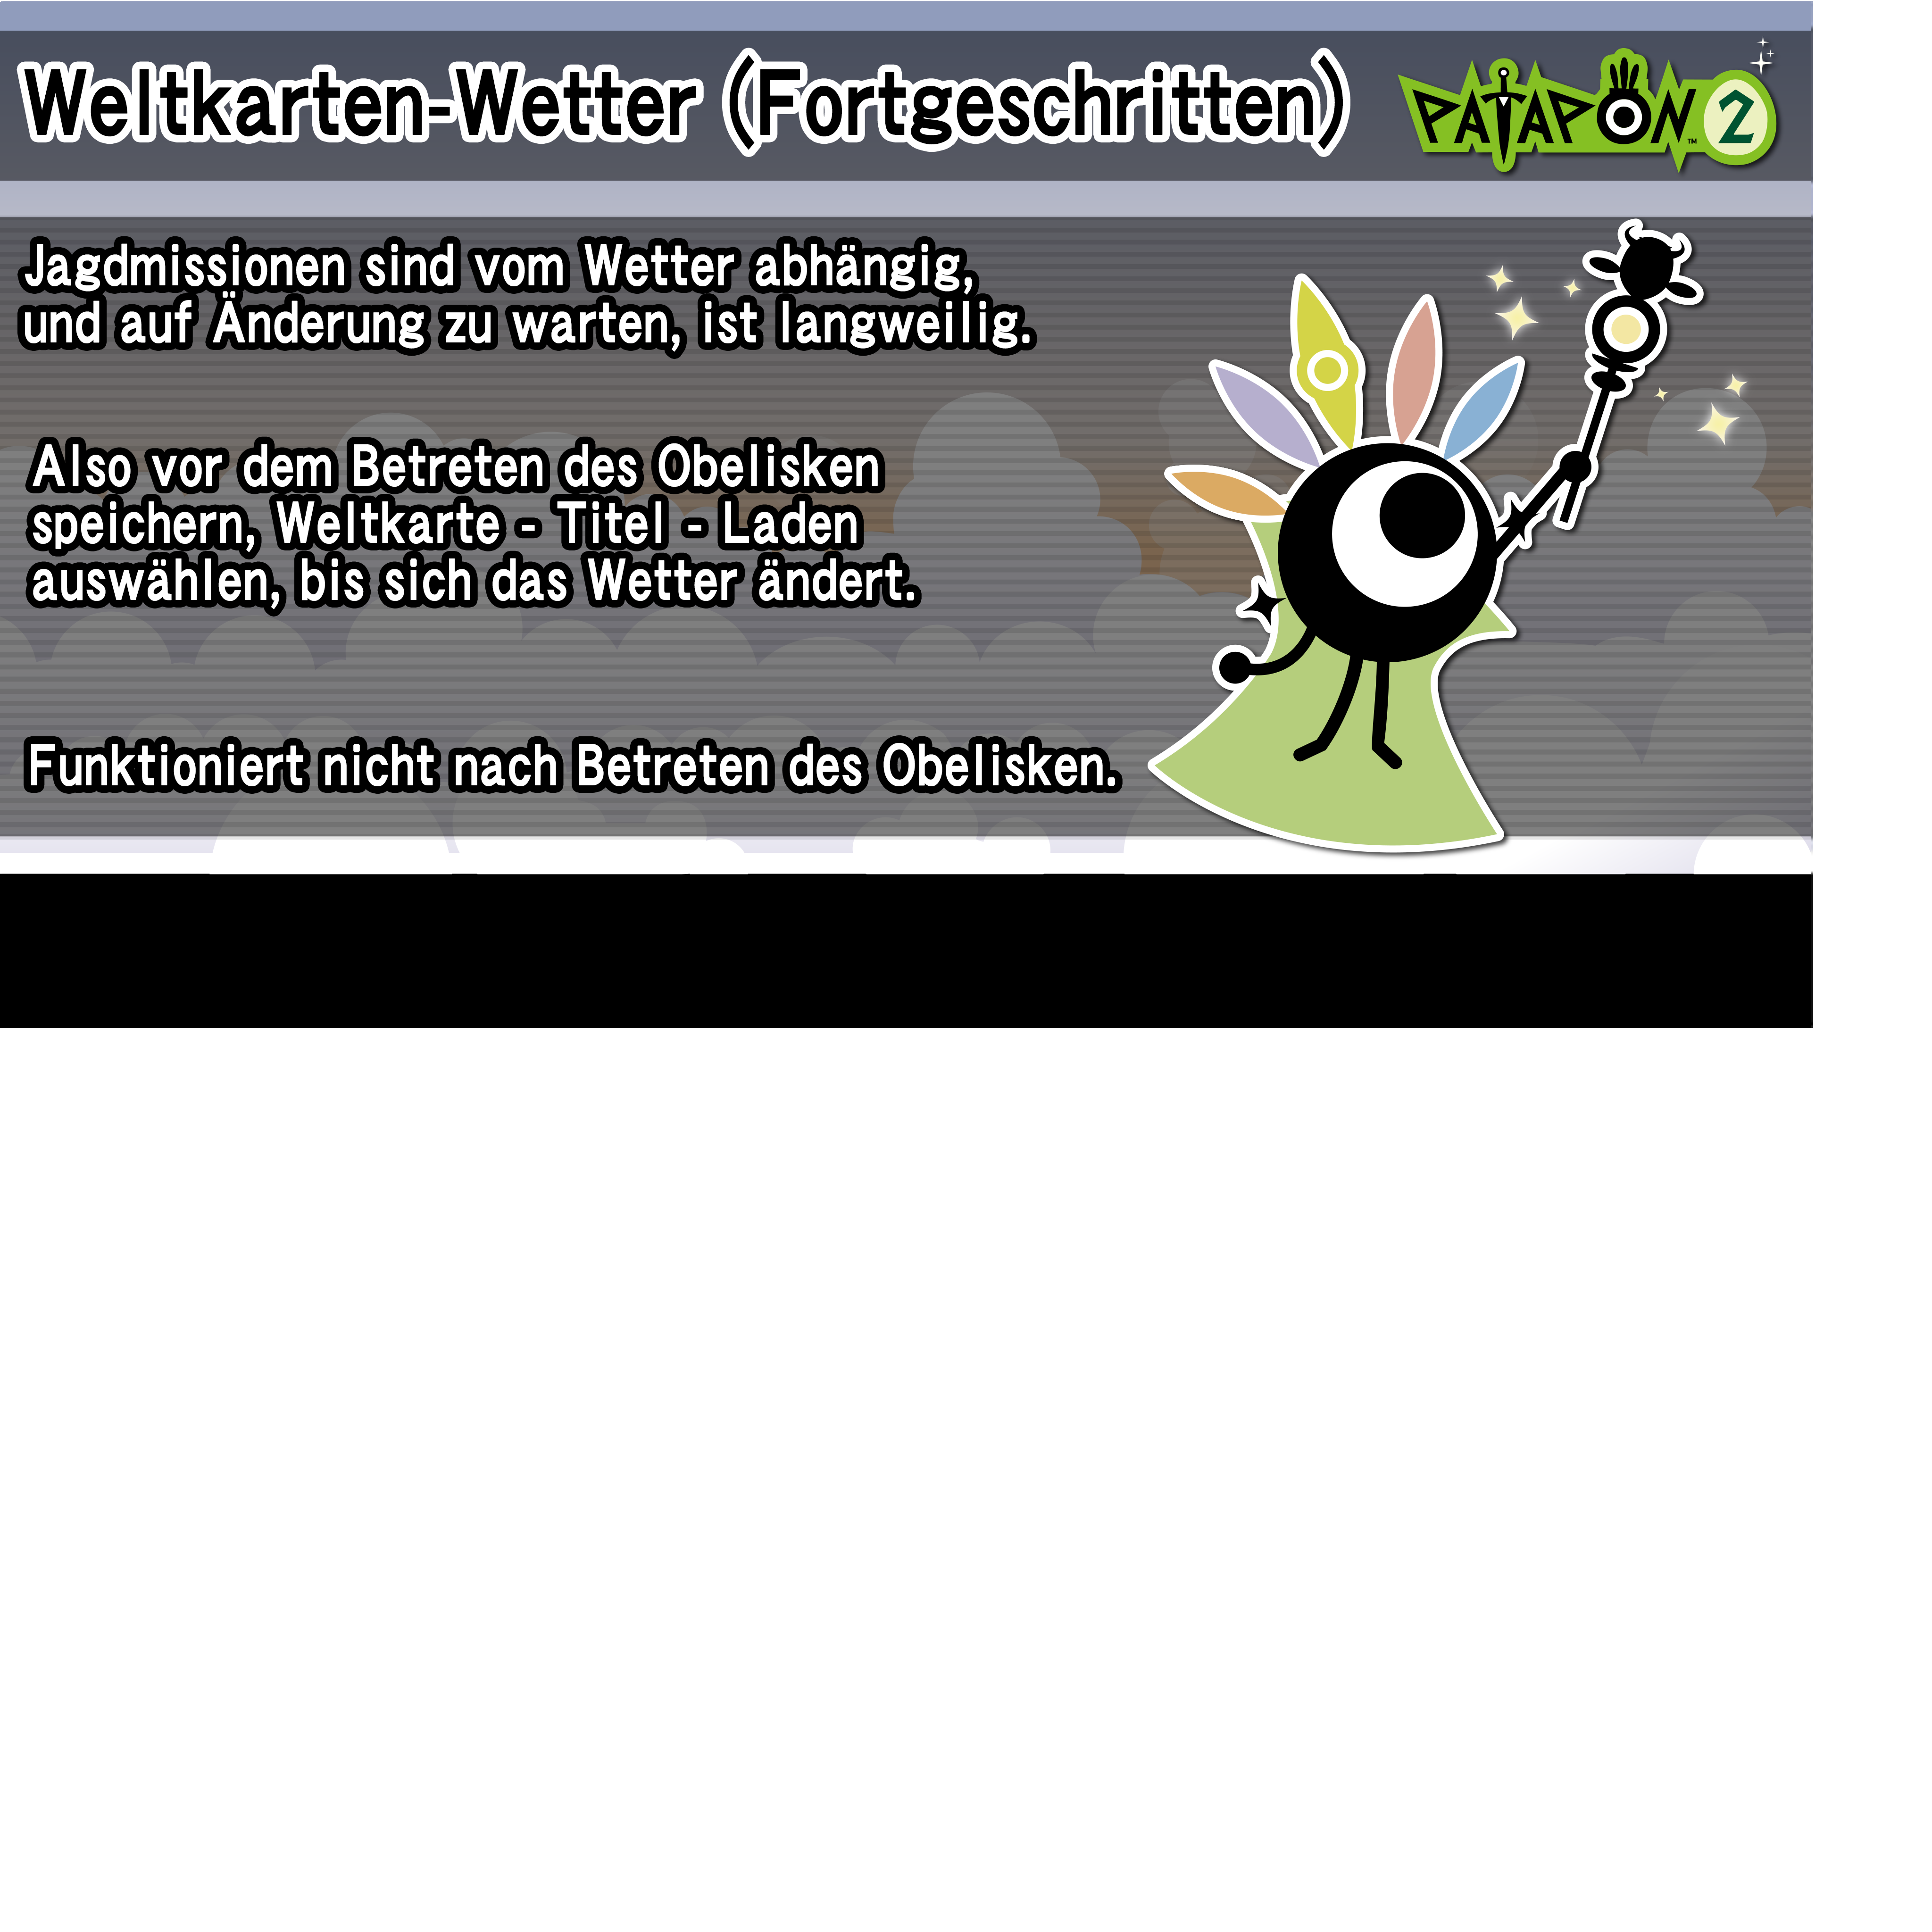 Weltkarten-Wetter (Fortgeschritten)
PATAPON™ 2
Jagdmissionen sind vom Wetter abhängig,
und auf Änderung zu warten, ist langweilig.
Also vor dem Betreten des Obelisken
speichern, Weltkarte - Titel - Laden
auswählen, bis sich das Wetter ändert.
Funktioniert nicht nach Betreten des Obelisken.